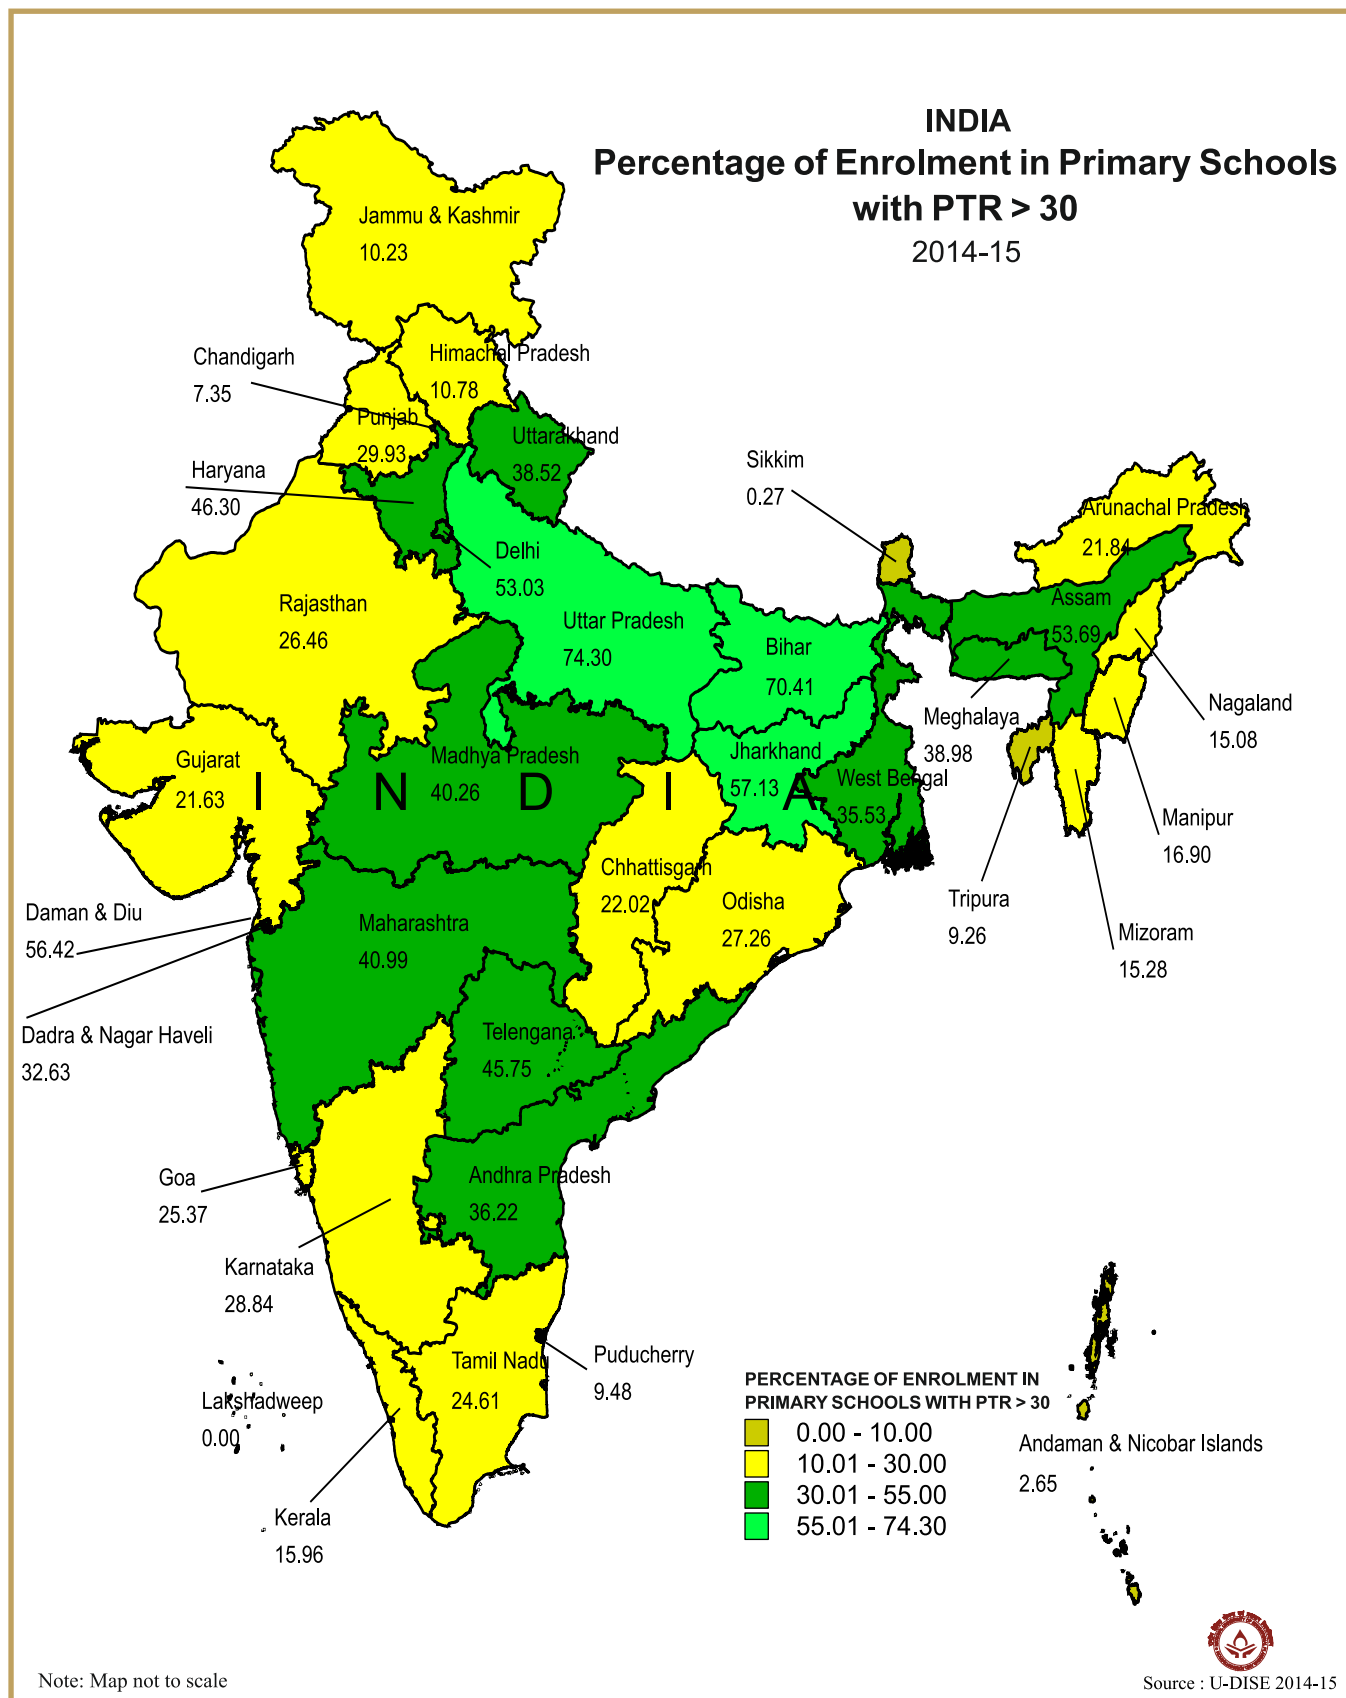 INDIA
Percentage of Enrolment in Primary Schools
with PTR > 30
2014-15
Jammu & Kashmir
10.23
Chandigarh
7.35
Himachal Pradesh
10.78
Punjab
29.93
Uttarakhand
38.52
Haryana
46.30
Sikkim
0.27
Arunachal Pradesh
21.84
Delhi
53.03
Rajasthan
26.46
Uttar Pradesh
74.30
Bihar
70.41
Assam
53.69
Nagaland
15.08
Meghalaya
38.98
Gujarat
21.63
Madhya Pradesh
40.26
Jharkhand
57.13
West Bengal
35.53
I N D I A
Manipur
16.90
Chhattisgarh
22.02
Odisha
27.26
Tripura
9.26
Mizoram
15.28
Daman & Diu
56.42
Maharashtra
40.99
Dadra & Nagar Haveli
32.63
Telengana
45.75
Goa
25.37
Andhra Pradesh
36.22
Karnataka
28.84
Tamil Nadu
24.61
Puducherry
9.48
Lakshadweep
0.00
Kerala
15.96
PERCENTAGE OF ENROLMENT IN
PRIMARY SCHOOLS WITH PTR > 30
0.00 - 10.00
10.01 - 30.00
30.01 - 55.00
55.01 - 74.30
Andaman & Nicobar Islands
2.65
Note: Map not to scale
Source : U-DISE 2014-15